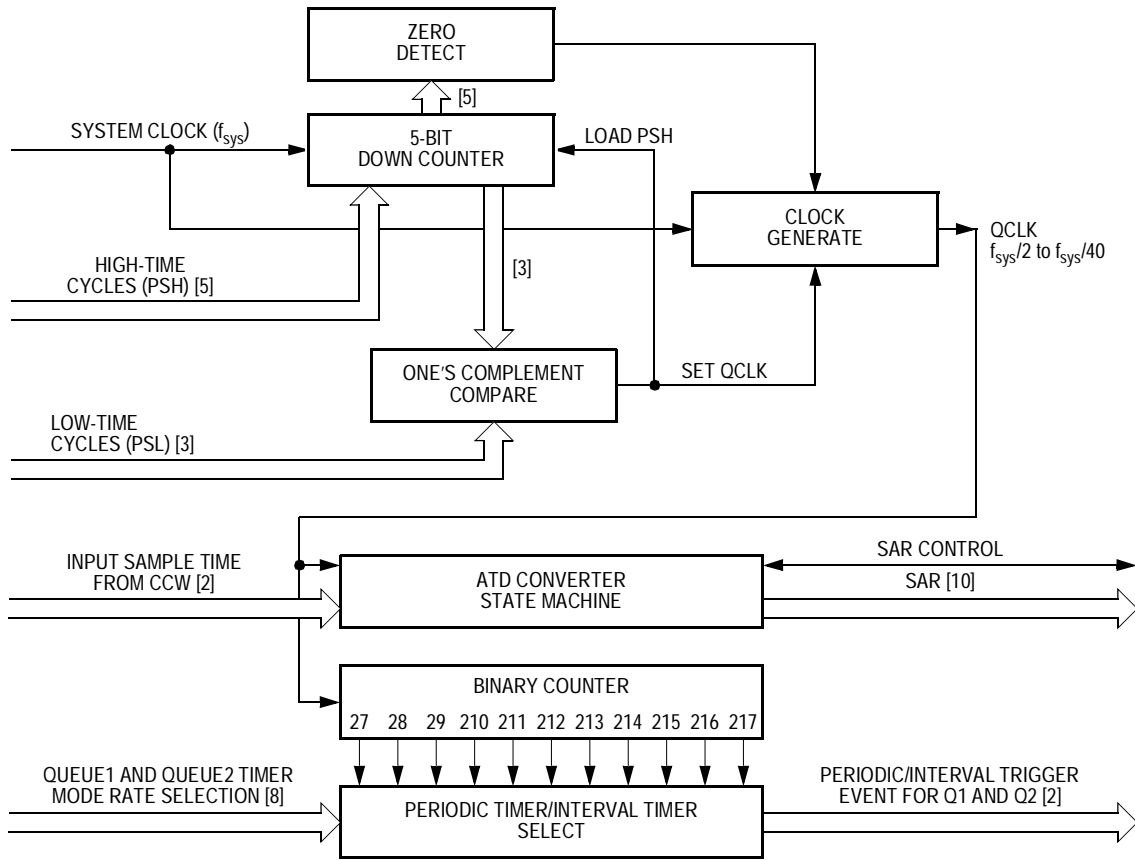 ZERO
DETECT
[5]
SYSTEM CLOCK (fsys)
5-BIT
DOWN COUNTER
LOAD PSH
CLOCK
GENERATE
QCLK
fsys/2 to fsys/40
HIGH-TIME
CYCLES (PSH) [5]
[3]
ONE'S COMPLEMENT
COMPARE
SET QCLK
LOW-TIME
CYCLES (PSL) [3]
INPUT SAMPLE TIME
FROM CCW [2]
ATD CONVERTER
STATE MACHINE
SAR CONTROL
SAR [10]
BINARY COUNTER
27 28 29 210 211 212 213 214 215 216 217
QUEUE1 AND QUEUE2 TIMER
MODE RATE SELECTION [8]
PERIODIC TIMER/INTERVAL TIMER
SELECT
PERIODIC/INTERVAL TRIGGER
EVENT FOR Q1 AND Q2 [2]